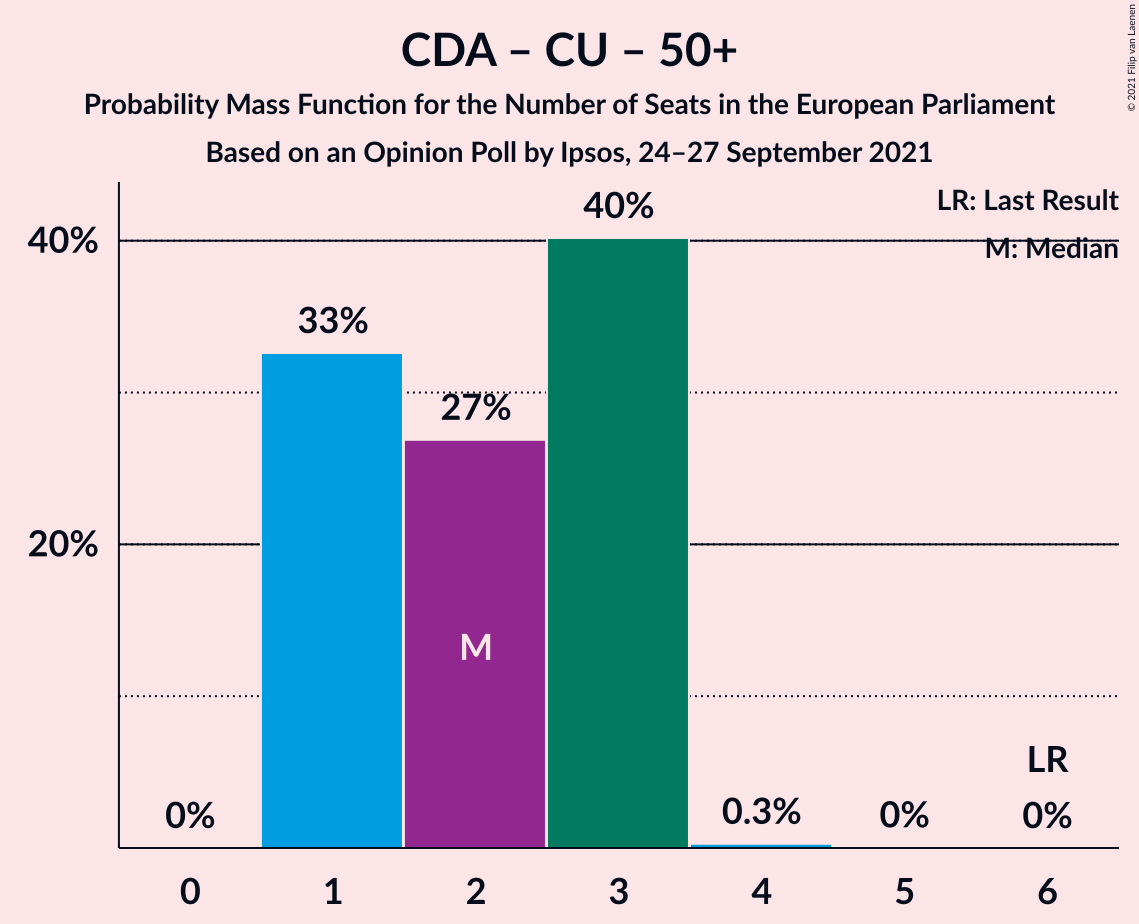 CDA – CU – 50+
Probability Mass Function for the Number of Seats in the European Parliament
Based on an Opinion Poll by Ipsos, 24–27 September 2021
© 2021 Filip van Laenen
LR: Last Result
M: Median
40%
20%
0%
33%
27%
40%
0.3%
0%
0%
M
LR
0 1 2 3 4 5 6